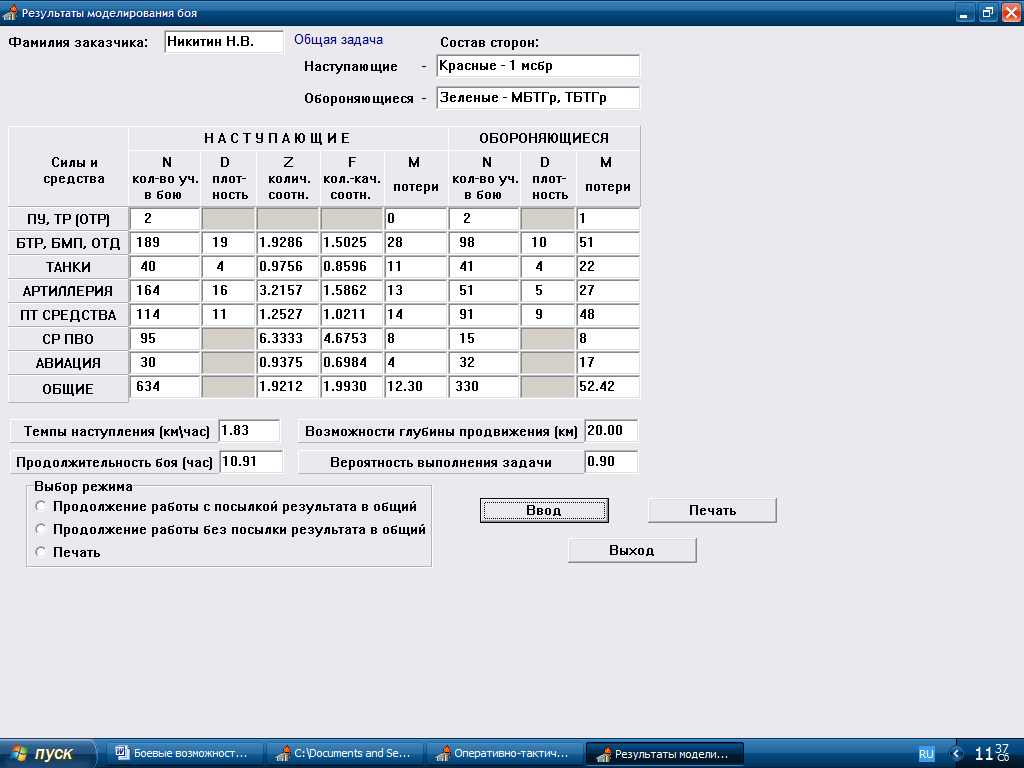 Результаты моделирования боя
Фамилия заказчика: Никитин Н.В. Общая задача Состав сторон:
Наступающие - Красные - 1 мсбр
Обороняющиеся - Зеленые - МБТГр, ТБТГр
Силы и средства Н А С Т У П А Ю Щ И Е ОБОРОНЯЮЩИЕСЯ
N кол-во уч. в бою D плот-ность Z колич. соотн. F кол.-кач. соотн. M потери N кол-во уч. в бою D плот-ность M потери
ПУ, ТР (ОТР) 2 0 2 1
БТР, БМП, ОТД 189 19 1.9286 1.5025 28 98 10 51
ТАНКИ 40 4 0.9756 0.8596 11 41 4 22
АРТИЛЛЕРИЯ 164 16 3.2157 1.5862 13 51 5 27
ПТ СРЕДСТВА 114 11 1.2527 1.0211 14 91 9 48
СР ПВО 95 6.3333 4.6753 8 15 8
АВИАЦИЯ 30 0.9375 0.6984 4 32 17
ОБЩИЕ 634 1.9212 1.9930 12.30 330 52.42
Темпы наступления (км\час) 1.83 Возможности глубины продвижения (км) 20.00
Продолжительность боя (час) 10.91 Вероятность выполнения задачи 0.90
Выбор режима
Продолжение работы с посылкой результата в общий
Продолжение работы без посылки результата в общий
Печать
Ввод Печать
Выход
пуск Боевые возможност... C:\Documents and Se... Оперативно-тактич... Результаты модели... RU 11 37 Сб